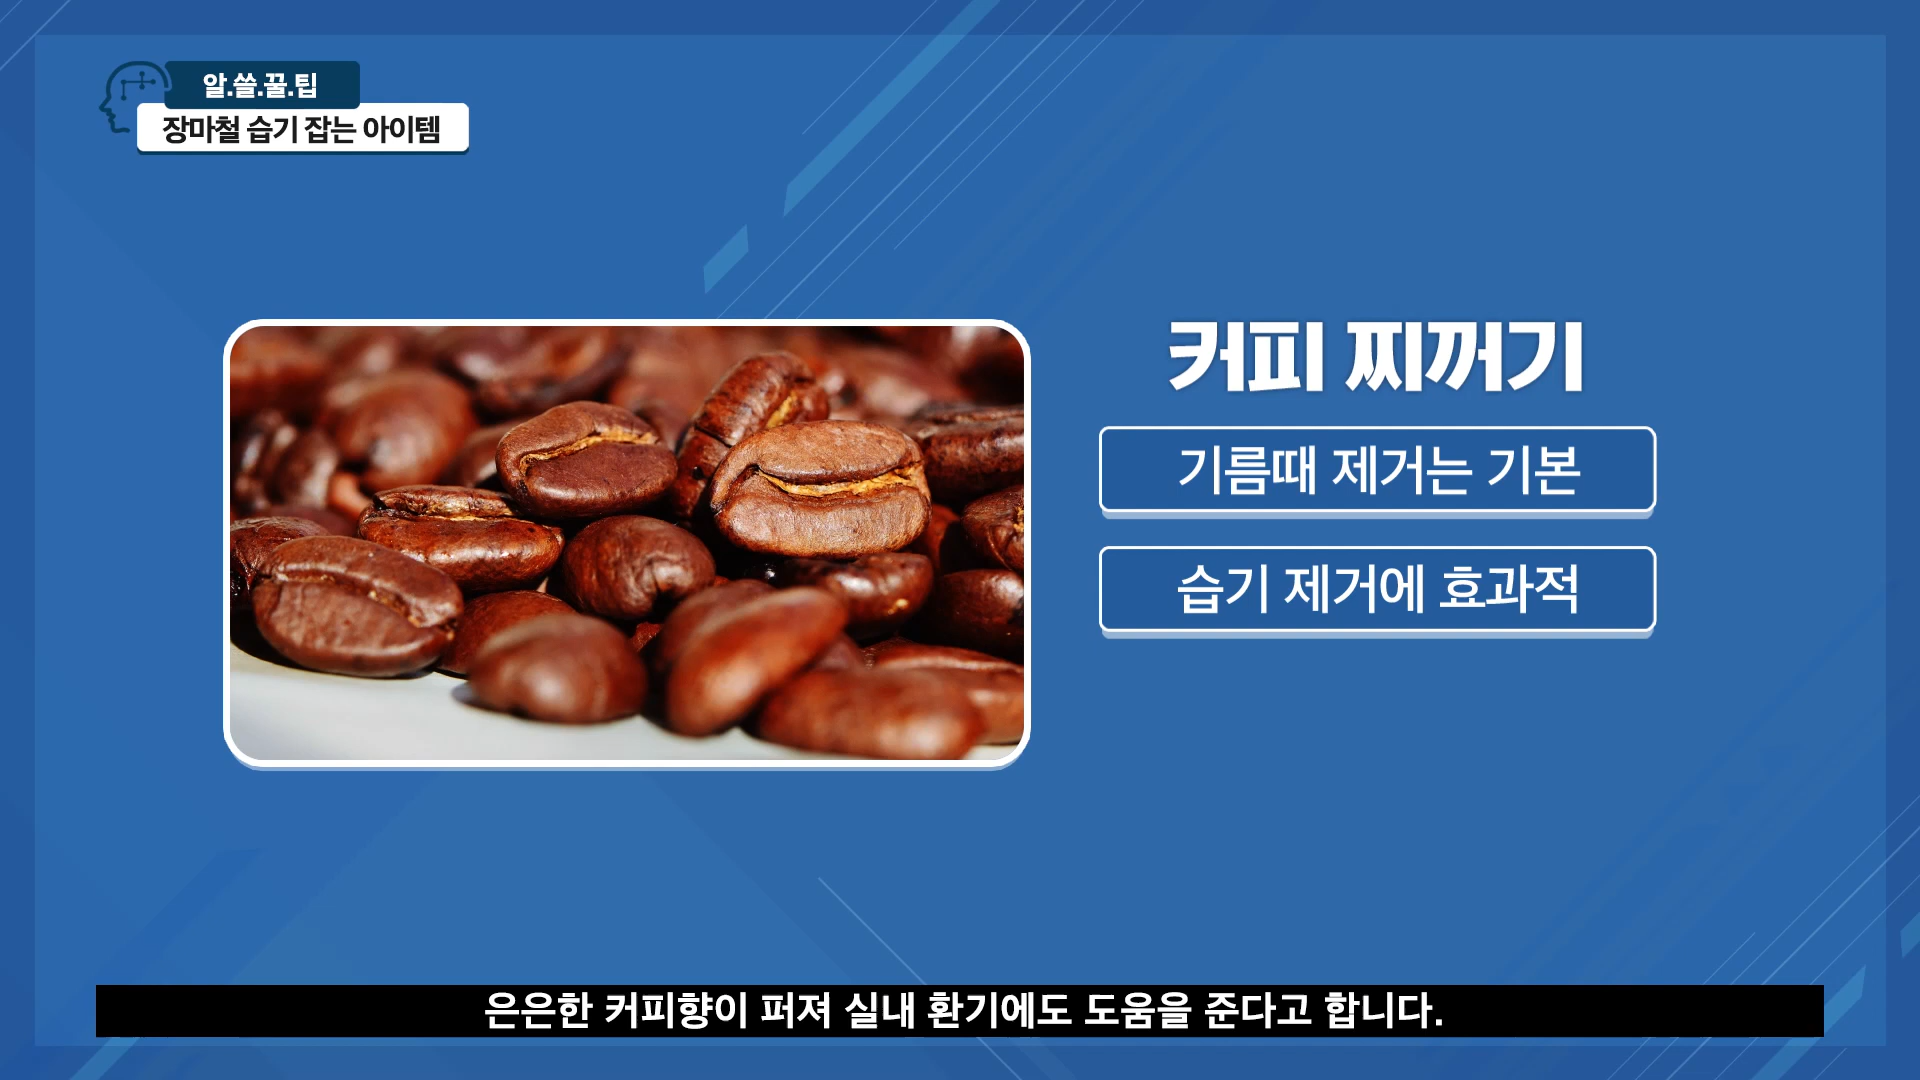 알.쓸.꿀.팁
장마철 습기 잡는 아이템
커피 찌꺼기
기름때 제거는 기본
습기 제거에 효과적
은은한 커피향이 퍼져 실내 환기에도 도움을 준다고 합니다.